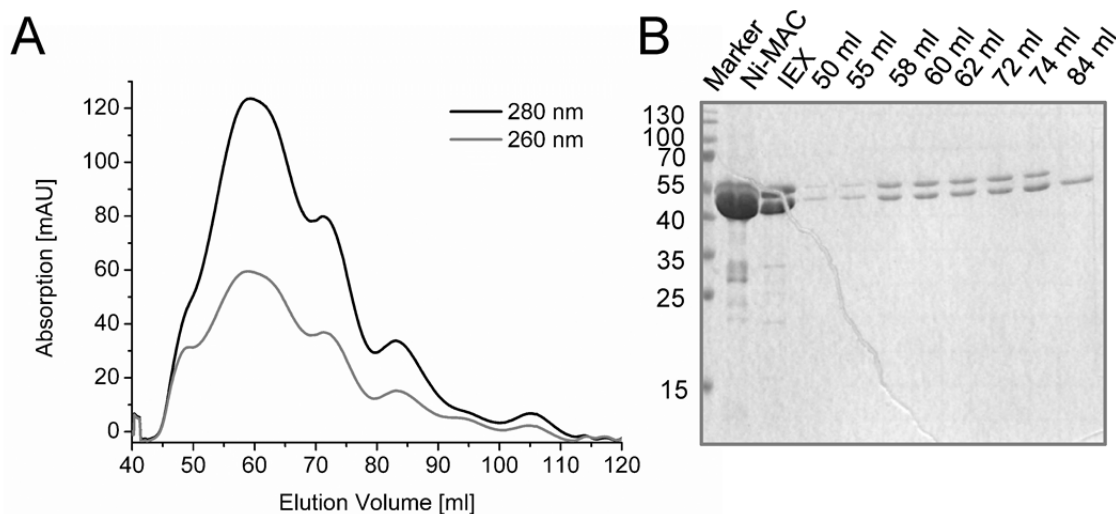 A
Absorption [mAU]
120
100
80
60
40
20
0
280 nm
260 nm
40 50 60 70 80 90 100 110 120
Elution Volume [ml]
B
Marker Ni-MAC IEX 50 ml 55 ml 58 ml 60 ml 62 ml 72 ml 74 ml 84 ml
130
100
70
55
40
35
25
15